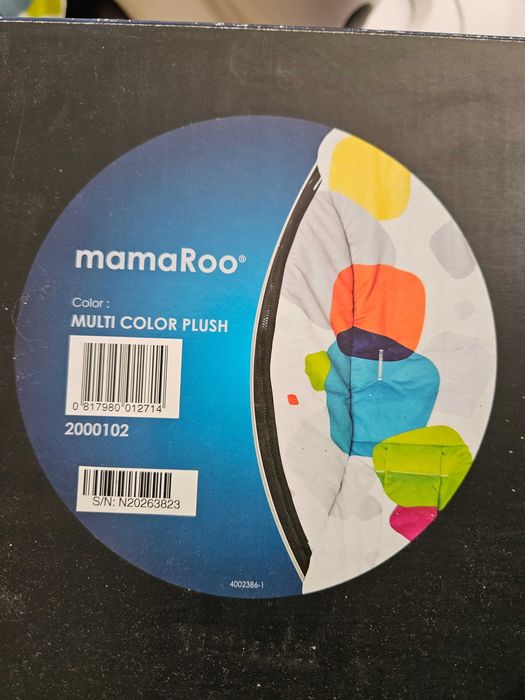 mamaRoo®
Color :
MULTI COLOR PLUSH
0 817980 012714
2000102
S/N: N20263823
4002386-1